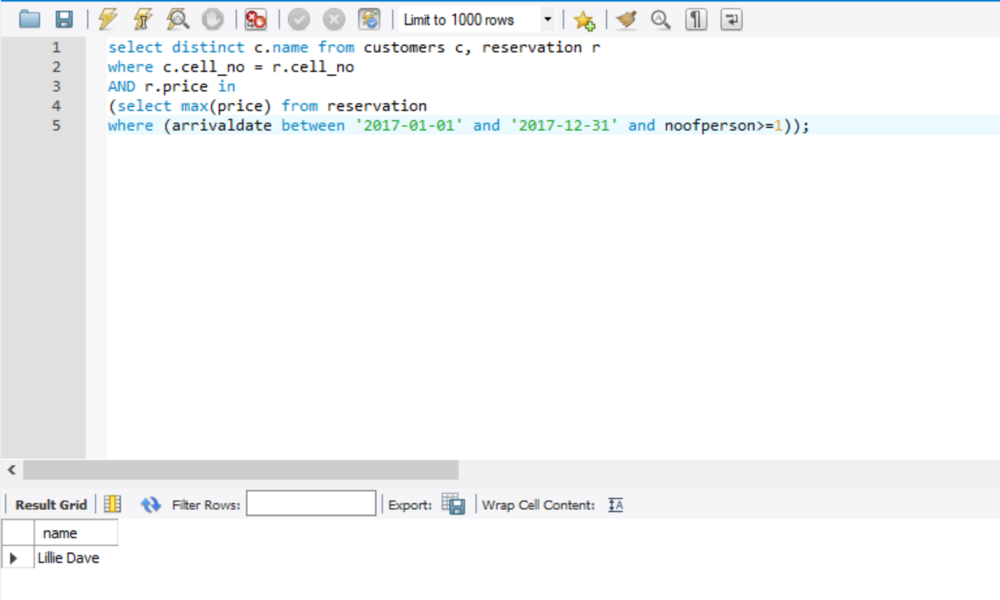 Limit to 1000 rows
1 select distinct c.name from customers c, reservation r
2 where c.cell_no = r.cell_no
3 AND r.price in
4 (select max(price) from reservation
5 where (arrivaldate between '2017-01-01' and '2017-12-31' and noofperson>=1));
Result Grid Filter Rows: Export: Wrap Cell Content: IA
name
Lillie Dave